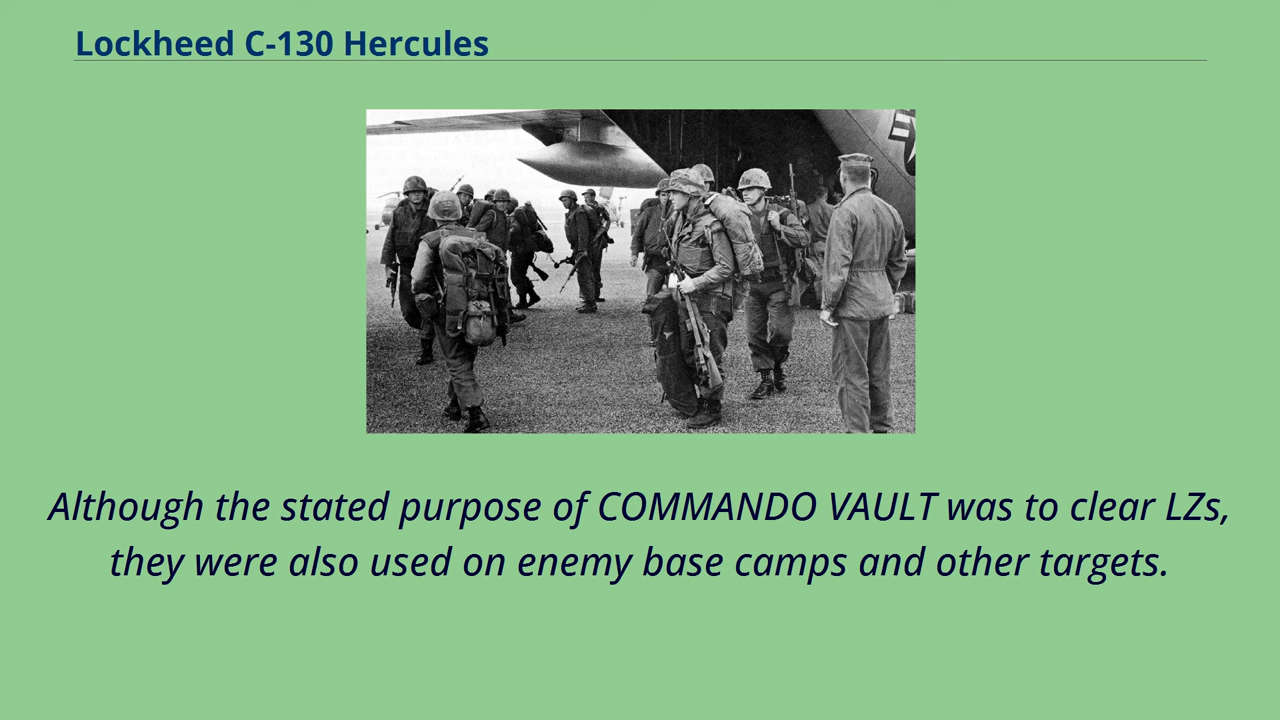 Lockheed C-130 Hercules
Although the stated purpose of COMMANDO VAULT was to clear LZs,
they were also used on enemy base camps and other targets.